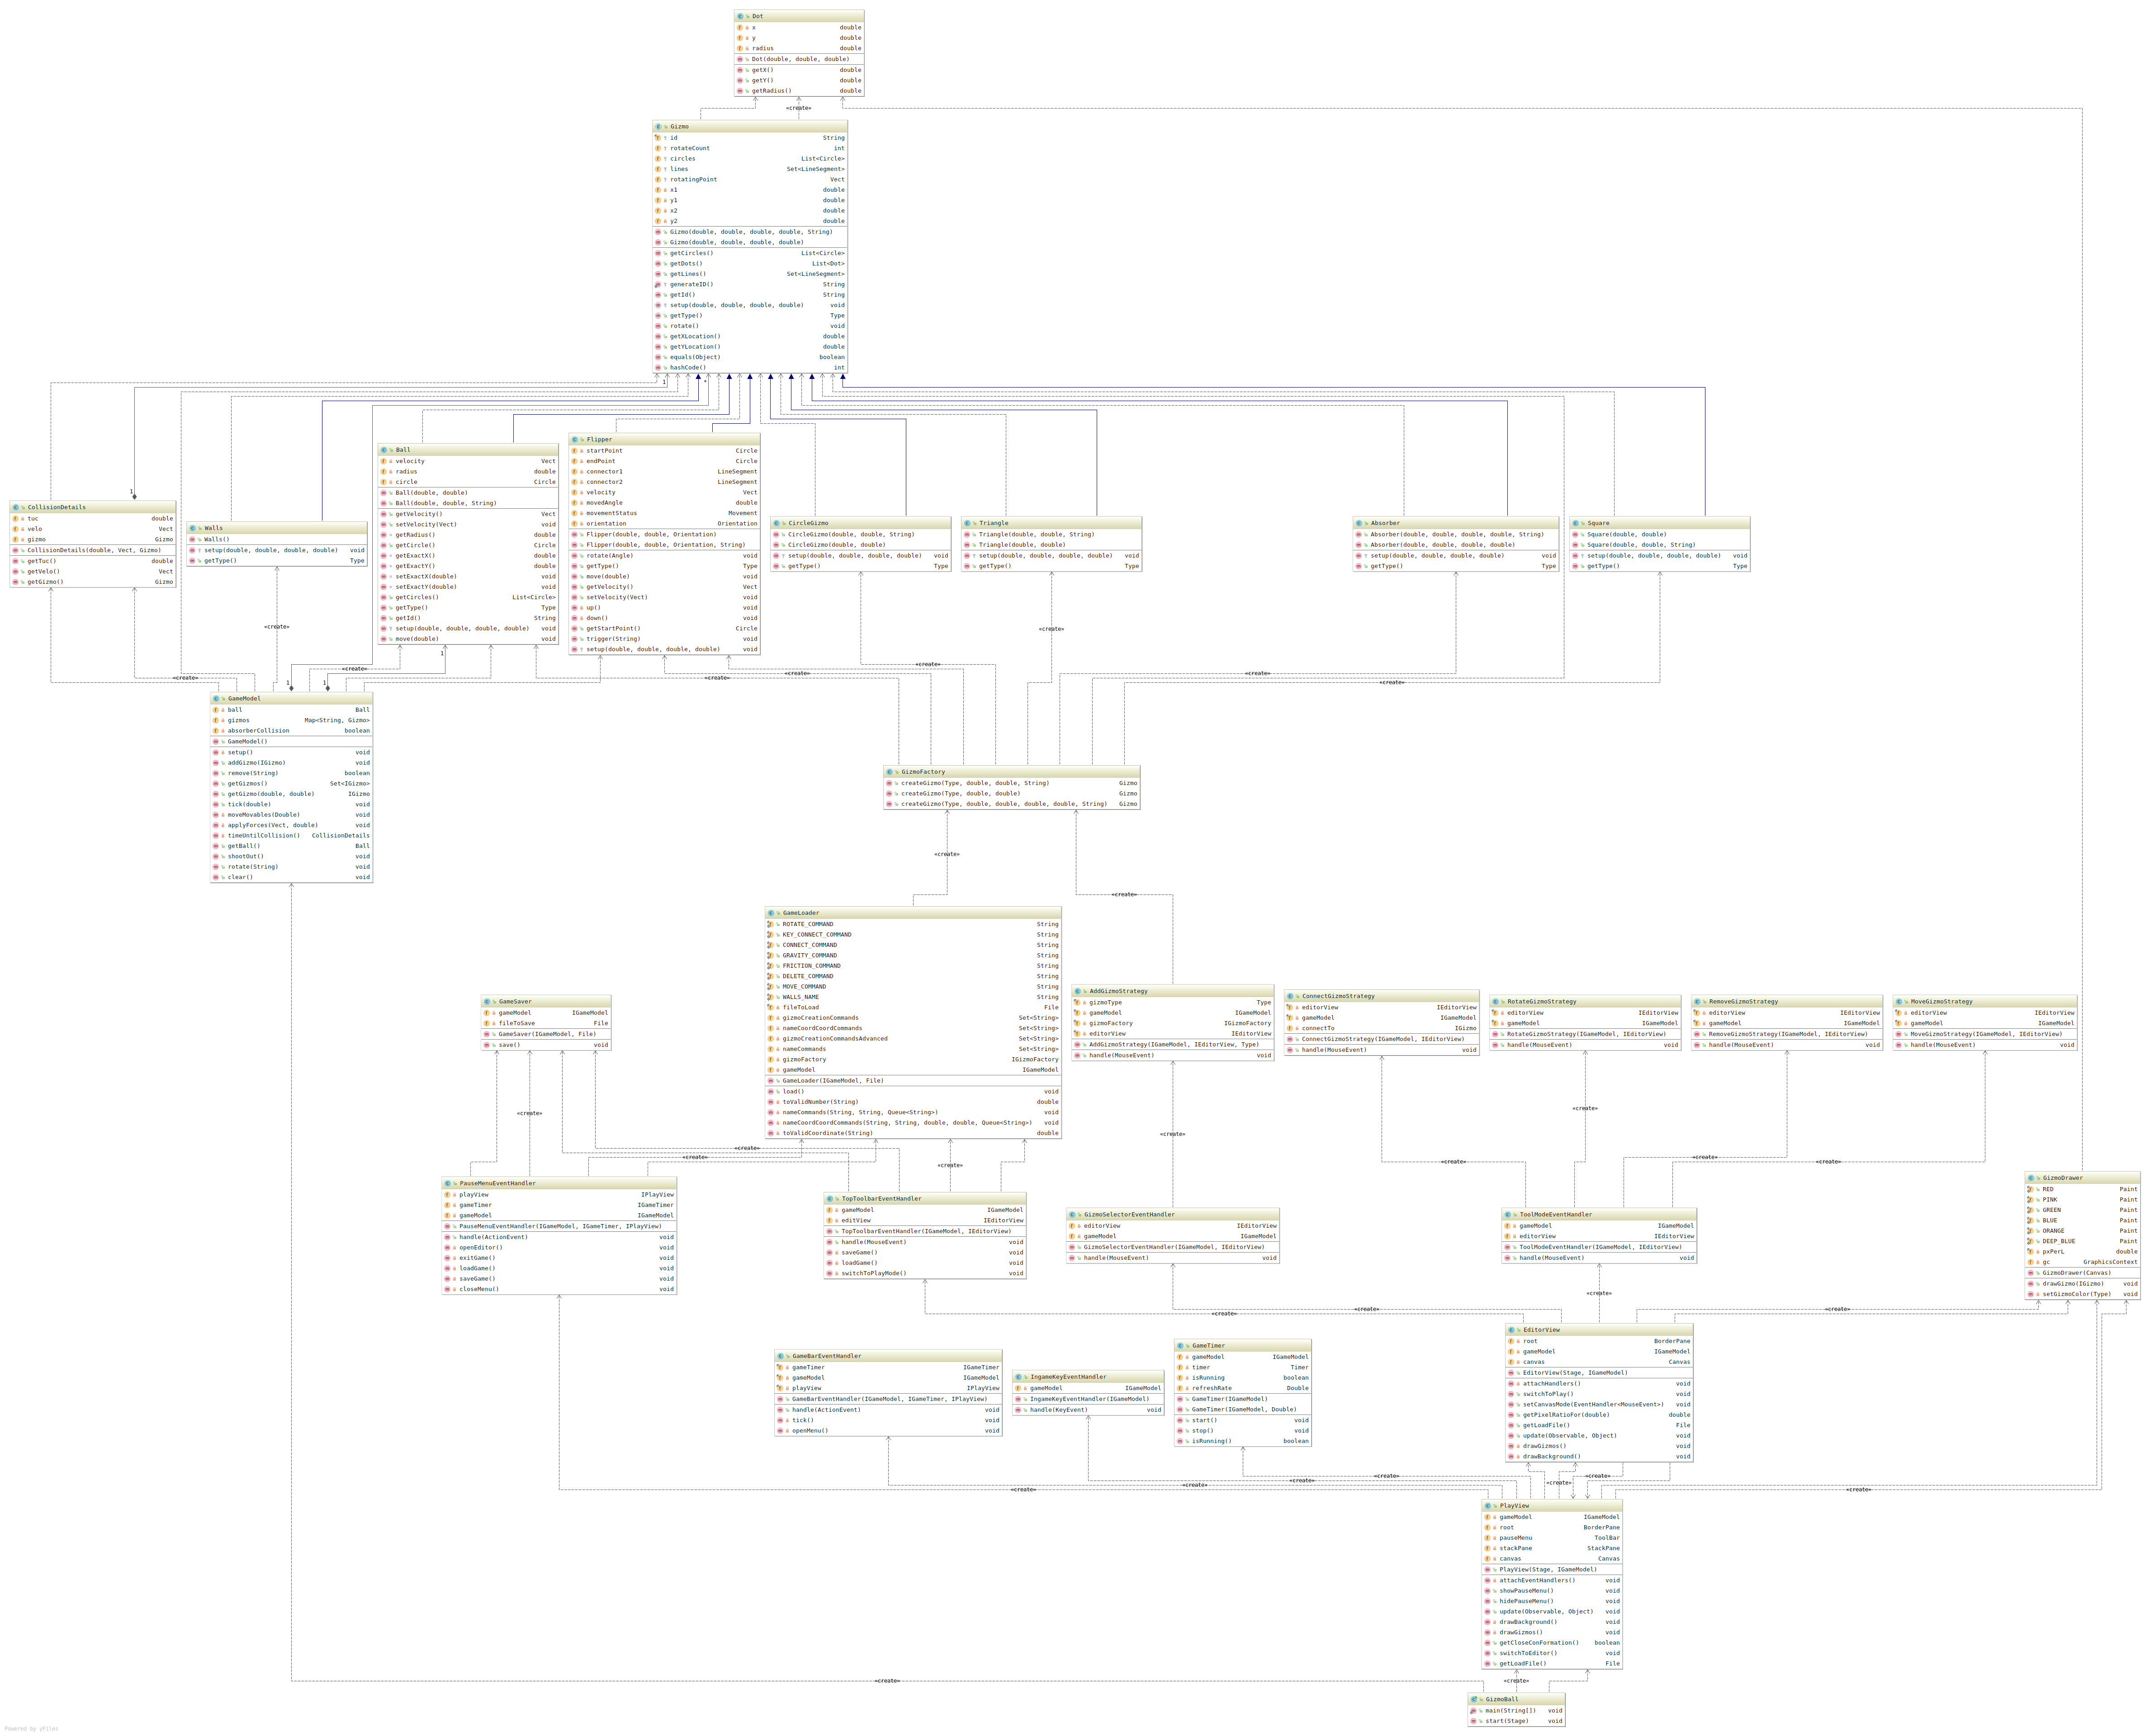 Dot
x double
y double
radius double
Dot(double, double, double)
getX() double
getY() double
getRadius() double
«create»
Gizmo
id String
rotateCount int
circles List<Circle>
lines Set<LineSegment>
rotatingPoint Vect
x1 double
y1 double
x2 double
y2 double
Gizmo(double, double, double, double, String)
Gizmo(double, double, double, double)
getCircles() List<Circle>
getDots() List<Dot>
getLines() Set<LineSegment>
generateID() String
getId() String
setup(double, double, double, double) void
getType() Type
rotate() void
getXLocation() double
getYLocation() double
equals(Object) boolean
hashCode() int
1
*
1
CollisionDetails
tuc double
velo Vect
gizmo Gizmo
CollisionDetails(double, Vect, Gizmo)
getTuc() double
getVelo() Vect
getGizmo() Gizmo
Walls
Walls()
setup(double, double, double, double) void
getType() Type
Ball
velocity Vect
radius double
circle Circle
Ball(double, double)
Ball(double, double, String)
getVelocity() Vect
setVelocity(Vect) void
getRadius() double
getCircle() Circle
getExactX() double
getExactY() double
setExactX(double) void
setExactY(double) void
getCircles() List<Circle>
getType() Type
getId() String
setup(double, double, double, double) void
move(double) void
Flipper
startPoint Circle
endPoint Circle
connector1 LineSegment
connector2 LineSegment
velocity Vect
movedAngle double
movementStatus Movement
orientation Orientation
Flipper(double, double, Orientation)
Flipper(double, double, Orientation, String)
rotate(Angle) void
getType() Type
move(double) void
getVelocity() Vect
setVelocity(Vect) void
up() void
down() void
getStartPoint() Circle
trigger(String) void
setup(double, double, double, double) void
CircleGizmo
CircleGizmo(double, double, String)
CircleGizmo(double, double)
setup(double, double, double, double) void
getType() Type
Triangle
Triangle(double, double, String)
Triangle(double, double)
setup(double, double, double, double) void
getType() Type
Absorber
Absorber(double, double, double, double, String)
Absorber(double, double, double, double)
setup(double, double, double, double) void
getType() Type
Square
Square(double, double)
Square(double, double, String)
setup(double, double, double, double) void
getType() Type
«create»
«create»
1
«create»
«create»
«create»
«create»
«create»
«create»
«create»
1
1
GameModel
ball Ball
gizmos Map<String, Gizmo>
absorberCollision boolean
GameModel()
setup() void
addGizmo(IGizmo) void
remove(String) boolean
getGizmos() Set<IGizmo>
getGizmo(double, double) IGizmo
tick(double) void
moveMovables(Double) void
applyForces(Vect, double) void
timeUntilCollision() CollisionDetails
getBall() Ball
shootOut() void
rotate(String) void
clear() void
GizmoFactory
createGizmo(Type, double, double, String) Gizmo
createGizmo(Type, double, double) Gizmo
createGizmo(Type, double, double, double, double, String) Gizmo
«create»
«create»
GameLoader
ROTATE_COMMAND String
KEY_CONNECT_COMMAND String
CONNECT_COMMAND String
GRAVITY_COMMAND String
FRICTION_COMMAND String
DELETE_COMMAND String
MOVE_COMMAND String
WALLS_NAME String
fileToLoad File
gizmoCreationCommands Set<String>
nameCoordCoordCommands Set<String>
gizmoCreationCommandsAdvanced Set<String>
nameCommands Set<String>
gizmoFactory IGizmoFactory
gameModel IGameModel
GameLoader(IGameModel, File)
load() void
toValidNumber(String) double
nameCommands(String, String, Queue<String>) void
nameCoordCoordCommands(String, String, double, double, Queue<String>) void
toValidCoordinate(String) double
GameSaver
gameModel IGameModel
fileToSave File
GameSaver(IGameModel, File)
save() void
AddGizmoStrategy
gizmoType Type
gameModel IGameModel
gizmoFactory IGizmoFactory
editorView IEditorView
AddGizmoStrategy(IGameModel, IEditorView, Type)
handle(MouseEvent) void
ConnectGizmoStrategy
editorView IEditorView
gameModel IGameModel
connectTo IGizmo
ConnectGizmoStrategy(IGameModel, IEditorView)
handle(MouseEvent) void
RotateGizmoStrategy
editorView IEditorView
gameModel IGameModel
RotateGizmoStrategy(IGameModel, IEditorView)
handle(MouseEvent) void
RemoveGizmoStrategy
editorView IEditorView
gameModel IGameModel
RemoveGizmoStrategy(IGameModel, IEditorView)
handle(MouseEvent) void
MoveGizmoStrategy
editorView IEditorView
gameModel IGameModel
MoveGizmoStrategy(IGameModel, IEditorView)
handle(MouseEvent) void
«create»
«create»
«create»
«create»
«create»
«create»
«create»
«create»
«create»
PauseMenuEventHandler
playView IPlayView
gameTimer IGameTimer
gameModel IGameModel
PauseMenuEventHandler(IGameModel, IGameTimer, IPlayView)
handle(ActionEvent) void
openEditor() void
exitGame() void
loadGame() void
saveGame() void
closeMenu() void
TopToolbarEventHandler
gameModel IGameModel
editView IEditorView
TopToolbarEventHandler(IGameModel, IEditorView)
handle(MouseEvent) void
saveGame() void
loadGame() void
switchToPlayMode() void
GizmoSelectorEventHandler
editorView IEditorView
gameModel IGameModel
GizmoSelectorEventHandler(IGameModel, IEditorView)
handle(MouseEvent) void
ToolModeEventHandler
gameModel IGameModel
editorView IEditorView
ToolModeEventHandler(IGameModel, IEditorView)
handle(MouseEvent) void
GizmoDrawer
RED Paint
PINK Paint
GREEN Paint
BLUE Paint
ORANGE Paint
DEEP_BLUE Paint
pxPerL double
gc GraphicsContext
GizmoDrawer(Canvas)
drawGizmo(IGizmo) void
setGizmoColor(Type) void
«create»
«create»
«create»
«create»
GameBarEventHandler
gameTimer IGameTimer
gameModel IGameModel
playView IPlayView
GameBarEventHandler(IGameModel, IGameTimer, IPlayView)
handle(ActionEvent) void
tick() void
openMenu() void
IngameKeyEventHandler
gameModel IGameModel
IngameKeyEventHandler(IGameModel)
handle(KeyEvent) void
GameTimer
gameModel IGameModel
timer Timer
isRunning boolean
refreshRate Double
GameTimer(IGameModel)
GameTimer(IGameModel, Double)
start() void
stop() void
isRunning() boolean
EditorView
root BorderPane
gameModel IGameModel
canvas Canvas
EditorView(Stage, IGameModel)
attachHandlers() void
switchToPlay() void
setCanvasMode(EventHandler<MouseEvent>) void
getPixelRatioFor(double) double
getLoadFile() File
update(Observable, Object) void
drawGizmos() void
drawBackground() void
«create»
«create»
«create»
«create»
«create»
«create»
«create»
PlayView
gameModel IGameModel
root BorderPane
pauseMenu ToolBar
stackPane StackPane
canvas Canvas
PlayView(Stage, IGameModel)
attachEventHandlers() void
showPauseMenu() void
hidePauseMenu() void
update(Observable, Object) void
drawBackground() void
drawGizmos() void
getCloseConFormation() boolean
switchToEditor() void
getLoadFile() File
«create»
«create»
GizmoBall
main(String[]) void
start(Stage) void
Powered by yFiles